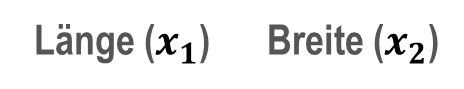 Länge (x₁) Breite (x₂)